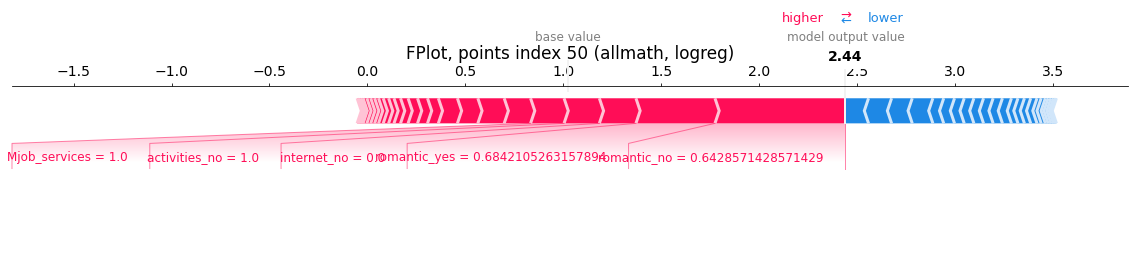 higher ⇄ lower
base value model output value
FPlot, points index 50 (allmath, logreg) 2.44
−1.5 −1.0 −0.5 0.0 0.5 1.0 1.5 2.0 2.5 3.0 3.5
Mjob_services = 1.0 activities_no = 1.0 internet_no = 0.0 romantic_yes = 0.6842105263157894 romantic_no = 0.6428571428571429